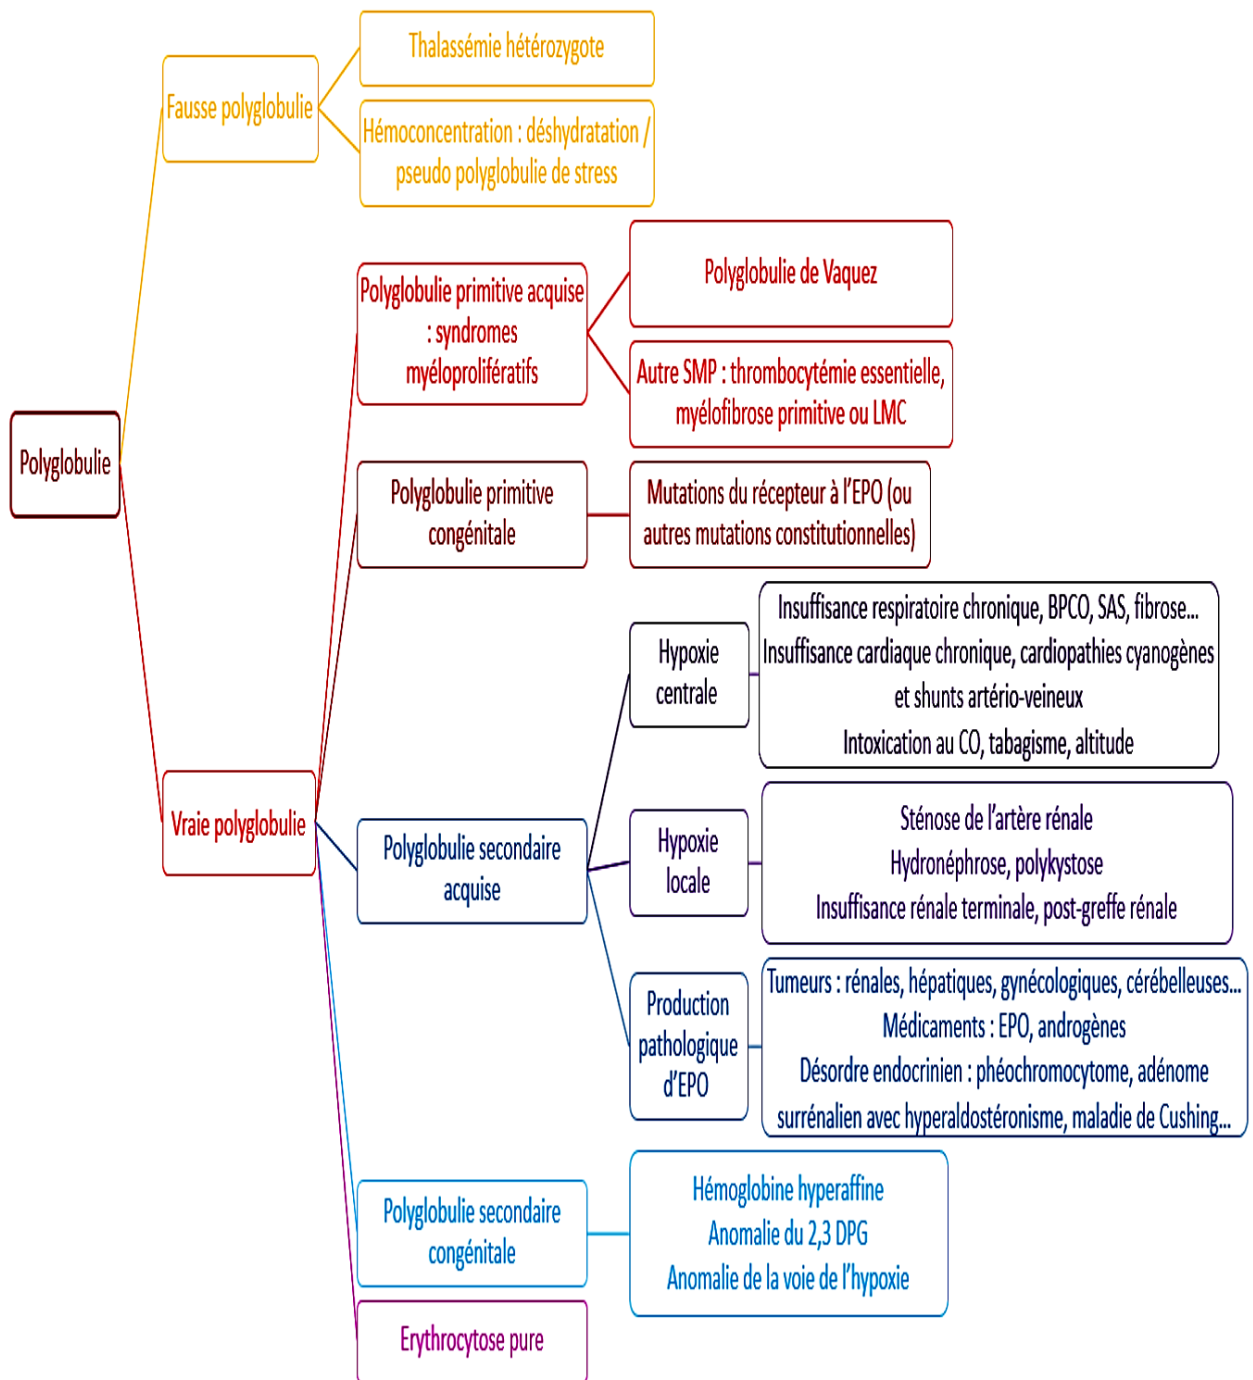 Polyglobulie
Fausse polyglobulie
Thalassémie hétérozygote
Hémoconcentration : déshydratation /
pseudo polyglobulie de stress
Vraie polyglobulie
Polyglobulie primitive acquise
: syndromes
myéloprolifératifs
Polyglobulie de Vaquez
Autre SMP : thrombocytémie essentielle,
myélofibrose primitive ou LMC
Polyglobulie primitive
congénitale
Mutations du récepteur à l’EPO (ou
autres mutations constitutionnelles)
Polyglobulie secondaire
acquise
Hypoxie
centrale
Insuffisance respiratoire chronique, BPCO, SAS, fibrose...
Insuffisance cardiaque chronique, cardiopathies cyanogènes
et shunts artério-veineux
Intoxication au CO, tabagisme, altitude
Hypoxie
locale
Sténose de l’artère rénale
Hydronéphrose, polykystose
Insuffisance rénale terminale, post-greffe rénale
Production
pathologique
d’EPO
Tumeurs : rénales, hépatiques, gynécologiques, cérébelleuses...
Médicaments : EPO, androgènes
Désordre endocrinien : phéochromocytome, adénome
surrénalien avec hyperaldostéronisme, maladie de Cushing...
Polyglobulie secondaire
congénitale
Hémoglobine hyperaffine
Anomalie du 2,3 DPG
Anomalie de la voie de l’hypoxie
Erythrocytose pure